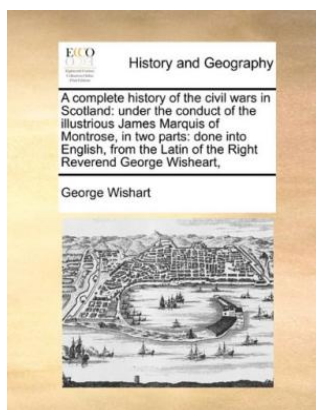 ECCO
History and Geography
A complete history of the civil wars in
Scotland: under the conduct of the
illustrious James Marquis of
Montrose, in two parts: done into
English, from the Latin of the Right
Reverend George Wisheart,
George Wishart